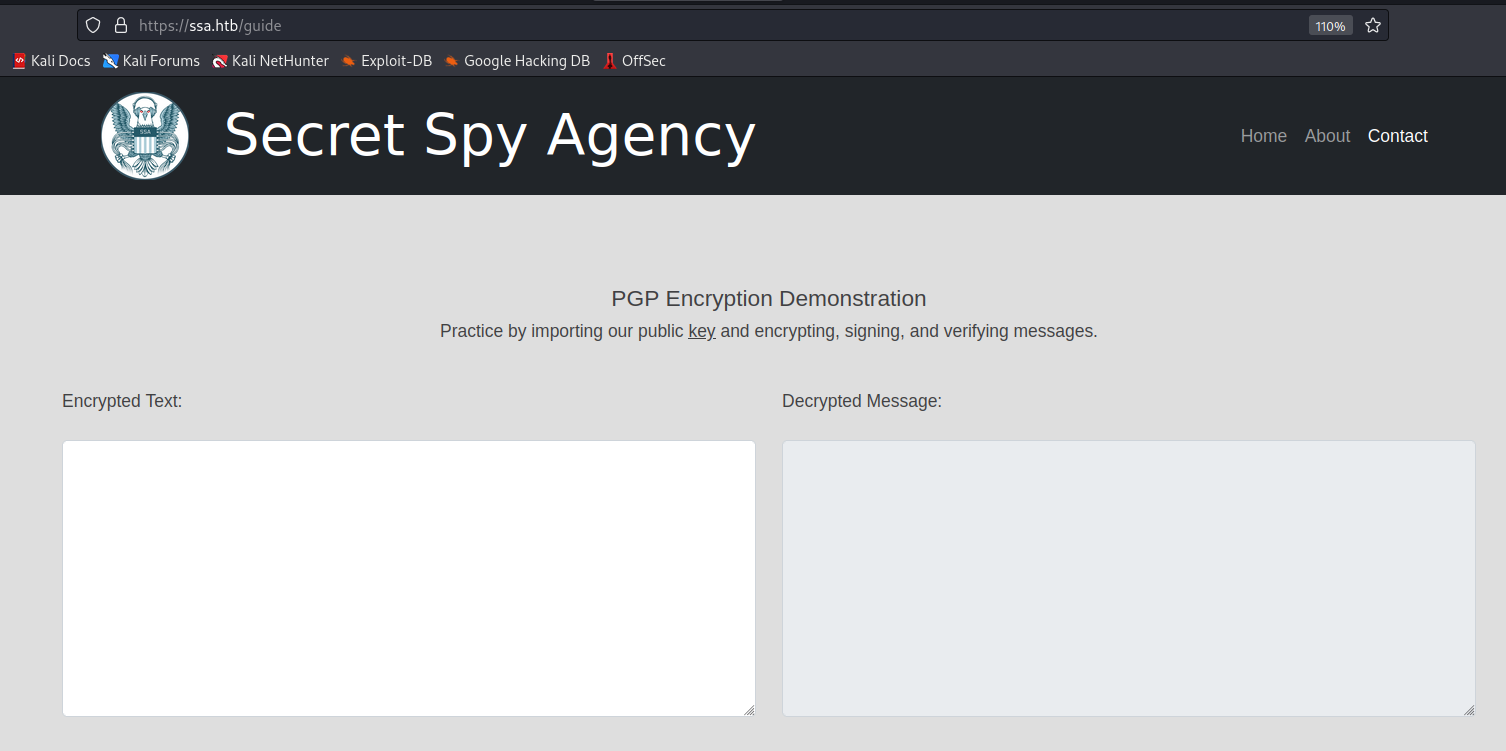 https://ssa.htb/guide
110%
Kali Docs Kali Forums Kali NetHunter Exploit-DB Google Hacking DB OffSec
SSA
Secret Spy Agency
Home About Contact
PGP Encryption Demonstration
Practice by importing our public key and encrypting, signing, and verifying messages.
Encrypted Text:
Decrypted Message: